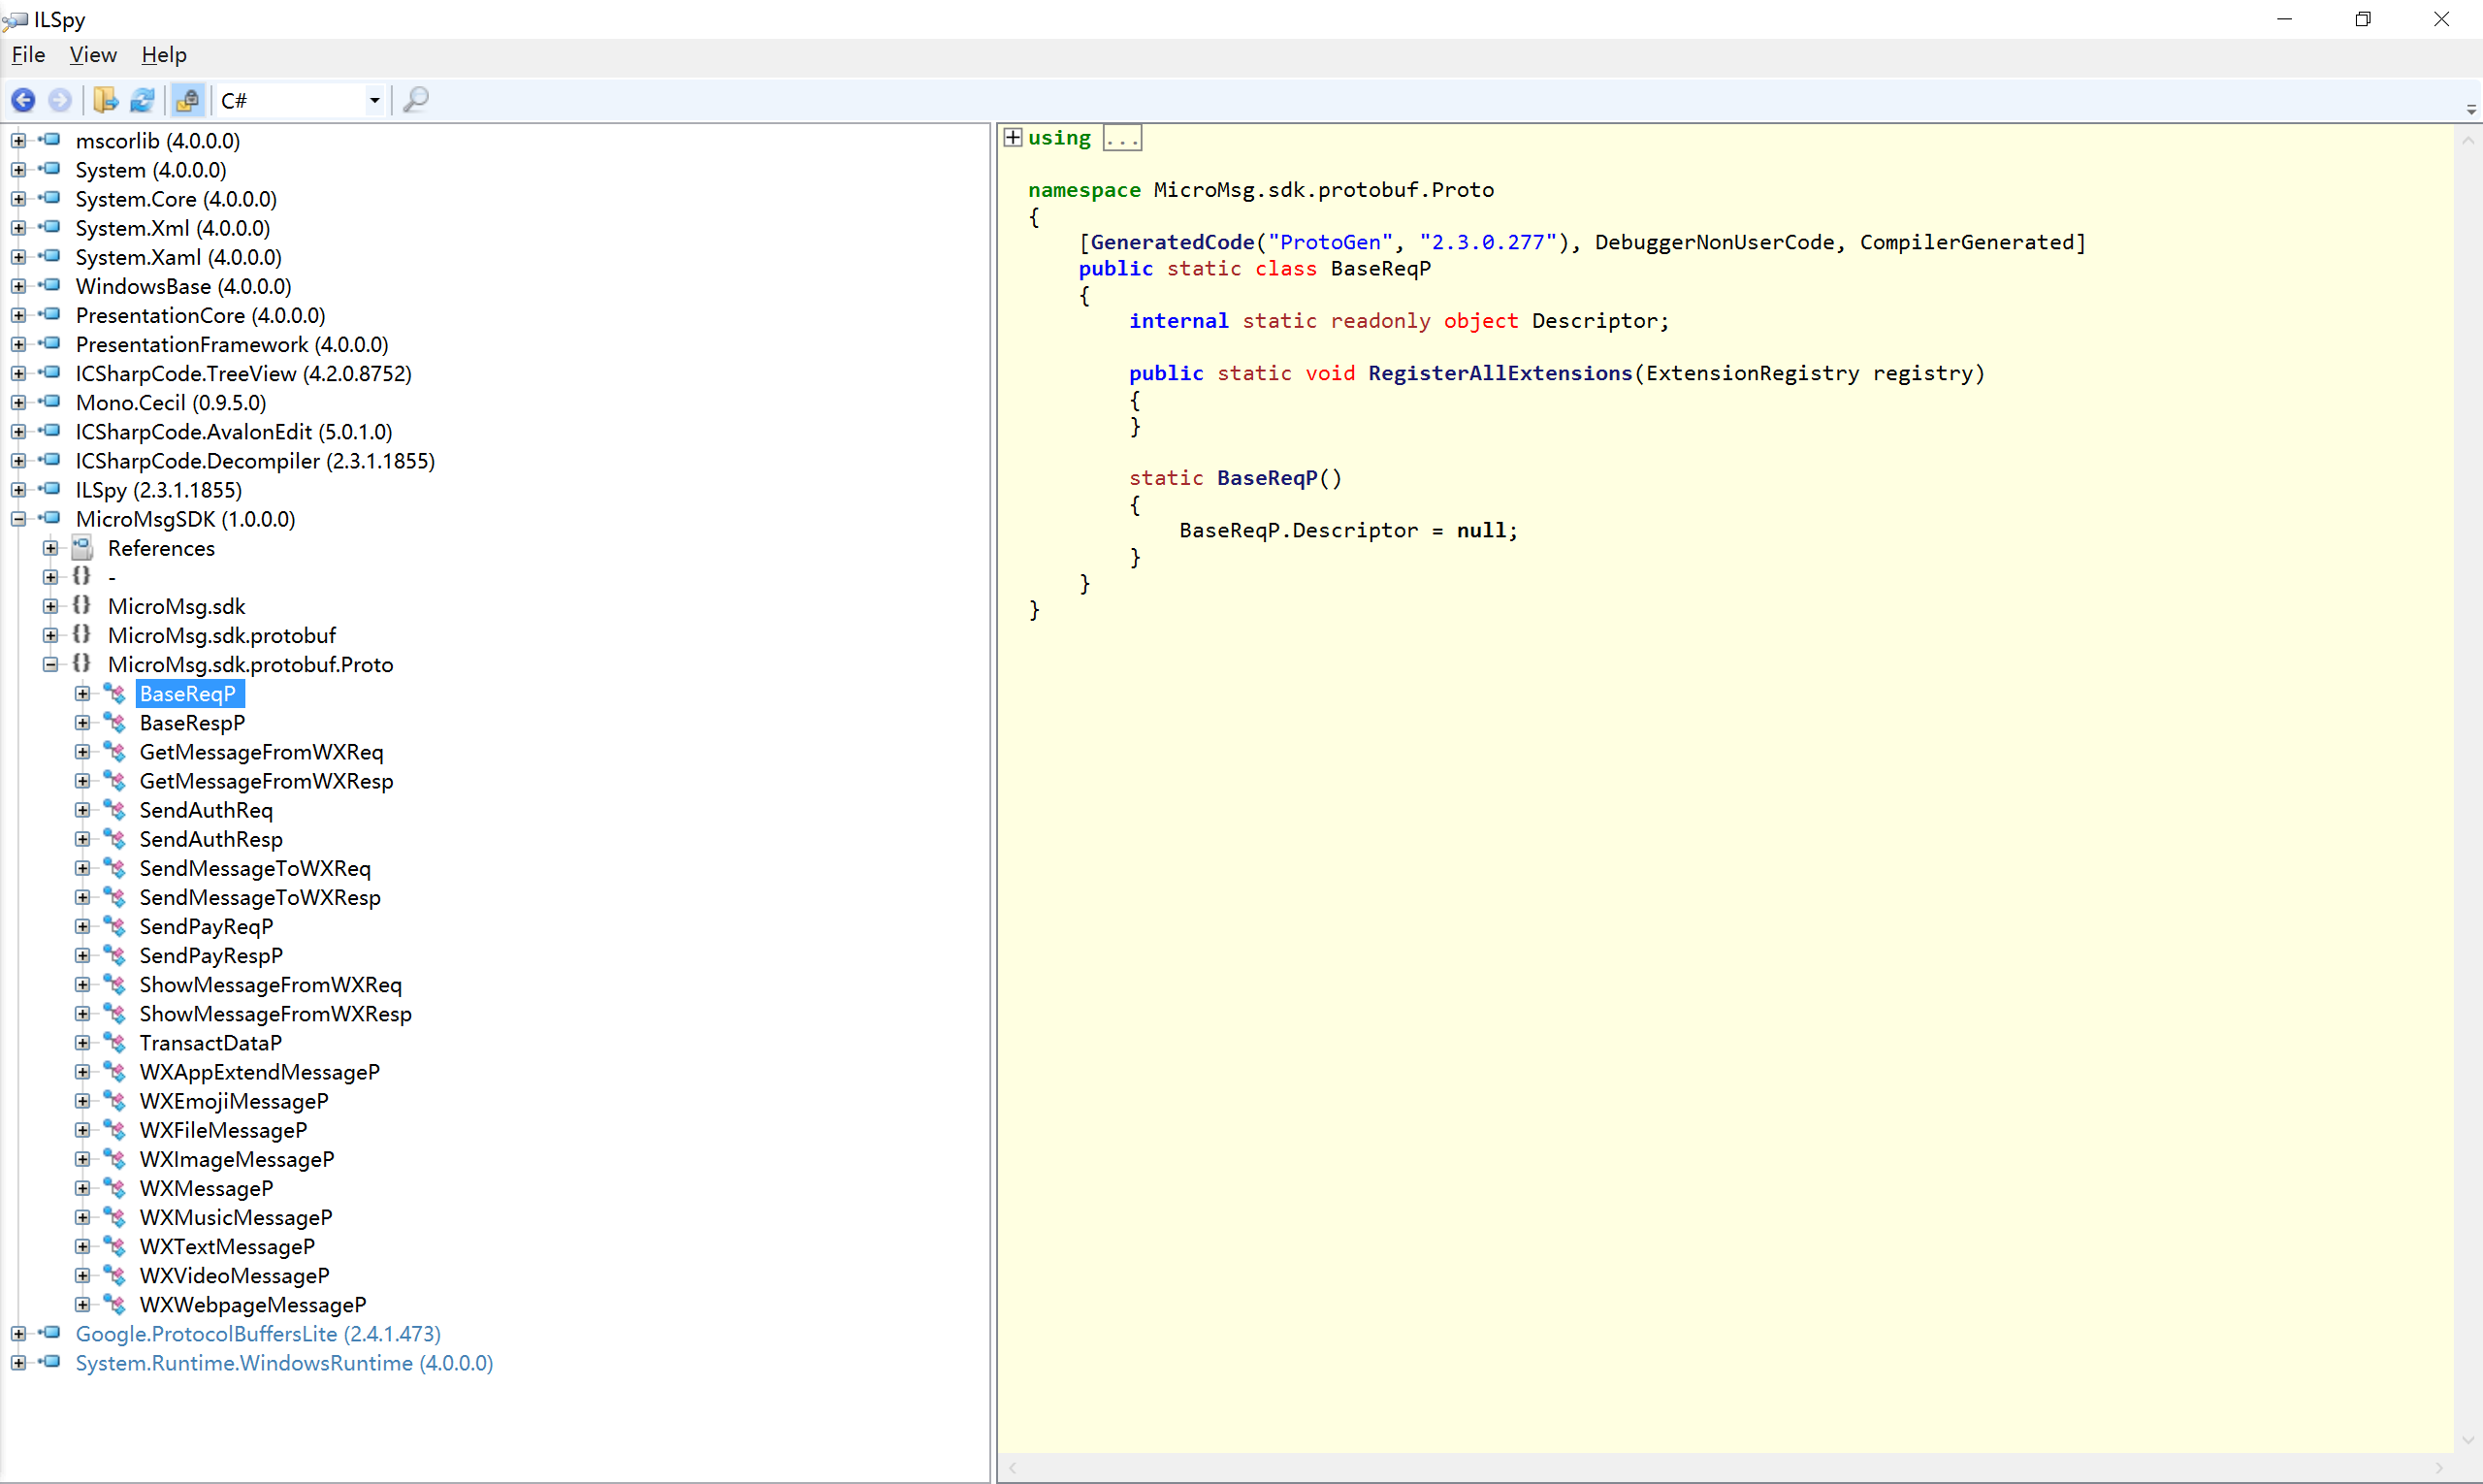 ILSpy
File View Help
C#
mscorlib (4.0.0.0)
System (4.0.0.0)
System.Core (4.0.0.0)
System.Xml (4.0.0.0)
System.Xaml (4.0.0.0)
WindowsBase (4.0.0.0)
PresentationCore (4.0.0.0)
PresentationFramework (4.0.0.0)
ICSharpCode.TreeView (4.2.0.8752)
Mono.Cecil (0.9.5.0)
ICSharpCode.AvalonEdit (5.0.1.0)
ICSharpCode.Decompiler (2.3.1.1855)
ILSpy (2.3.1.1855)
MicroMsgSDK (1.0.0.0)
References
{} -
{} MicroMsg.sdk
{} MicroMsg.sdk.protobuf
{} MicroMsg.sdk.protobuf.Proto
BaseReqP
BaseRespP
GetMessageFromWXReq
GetMessageFromWXResp
SendAuthReq
SendAuthResp
SendMessageToWXReq
SendMessageToWXResp
SendPayReqP
SendPayRespP
ShowMessageFromWXReq
ShowMessageFromWXResp
TransactDataP
WXAppExtendMessageP
WXEmojiMessageP
WXFileMessageP
WXImageMessageP
WXMessageP
WXMusicMessageP
WXTextMessageP
WXVideoMessageP
WXWebpageMessageP
Google.ProtocolBuffersLite (2.4.1.473)
System.Runtime.WindowsRuntime (4.0.0.0)
using ...
namespace MicroMsg.sdk.protobuf.Proto
{
[GeneratedCode("ProtoGen", "2.3.0.277"), DebuggerNonUserCode, CompilerGenerated]
public static class BaseReqP
{
internal static readonly object Descriptor;
public static void RegisterAllExtensions(ExtensionRegistry registry)
{
}
static BaseReqP()
{
BaseReqP.Descriptor = null;
}
}
}